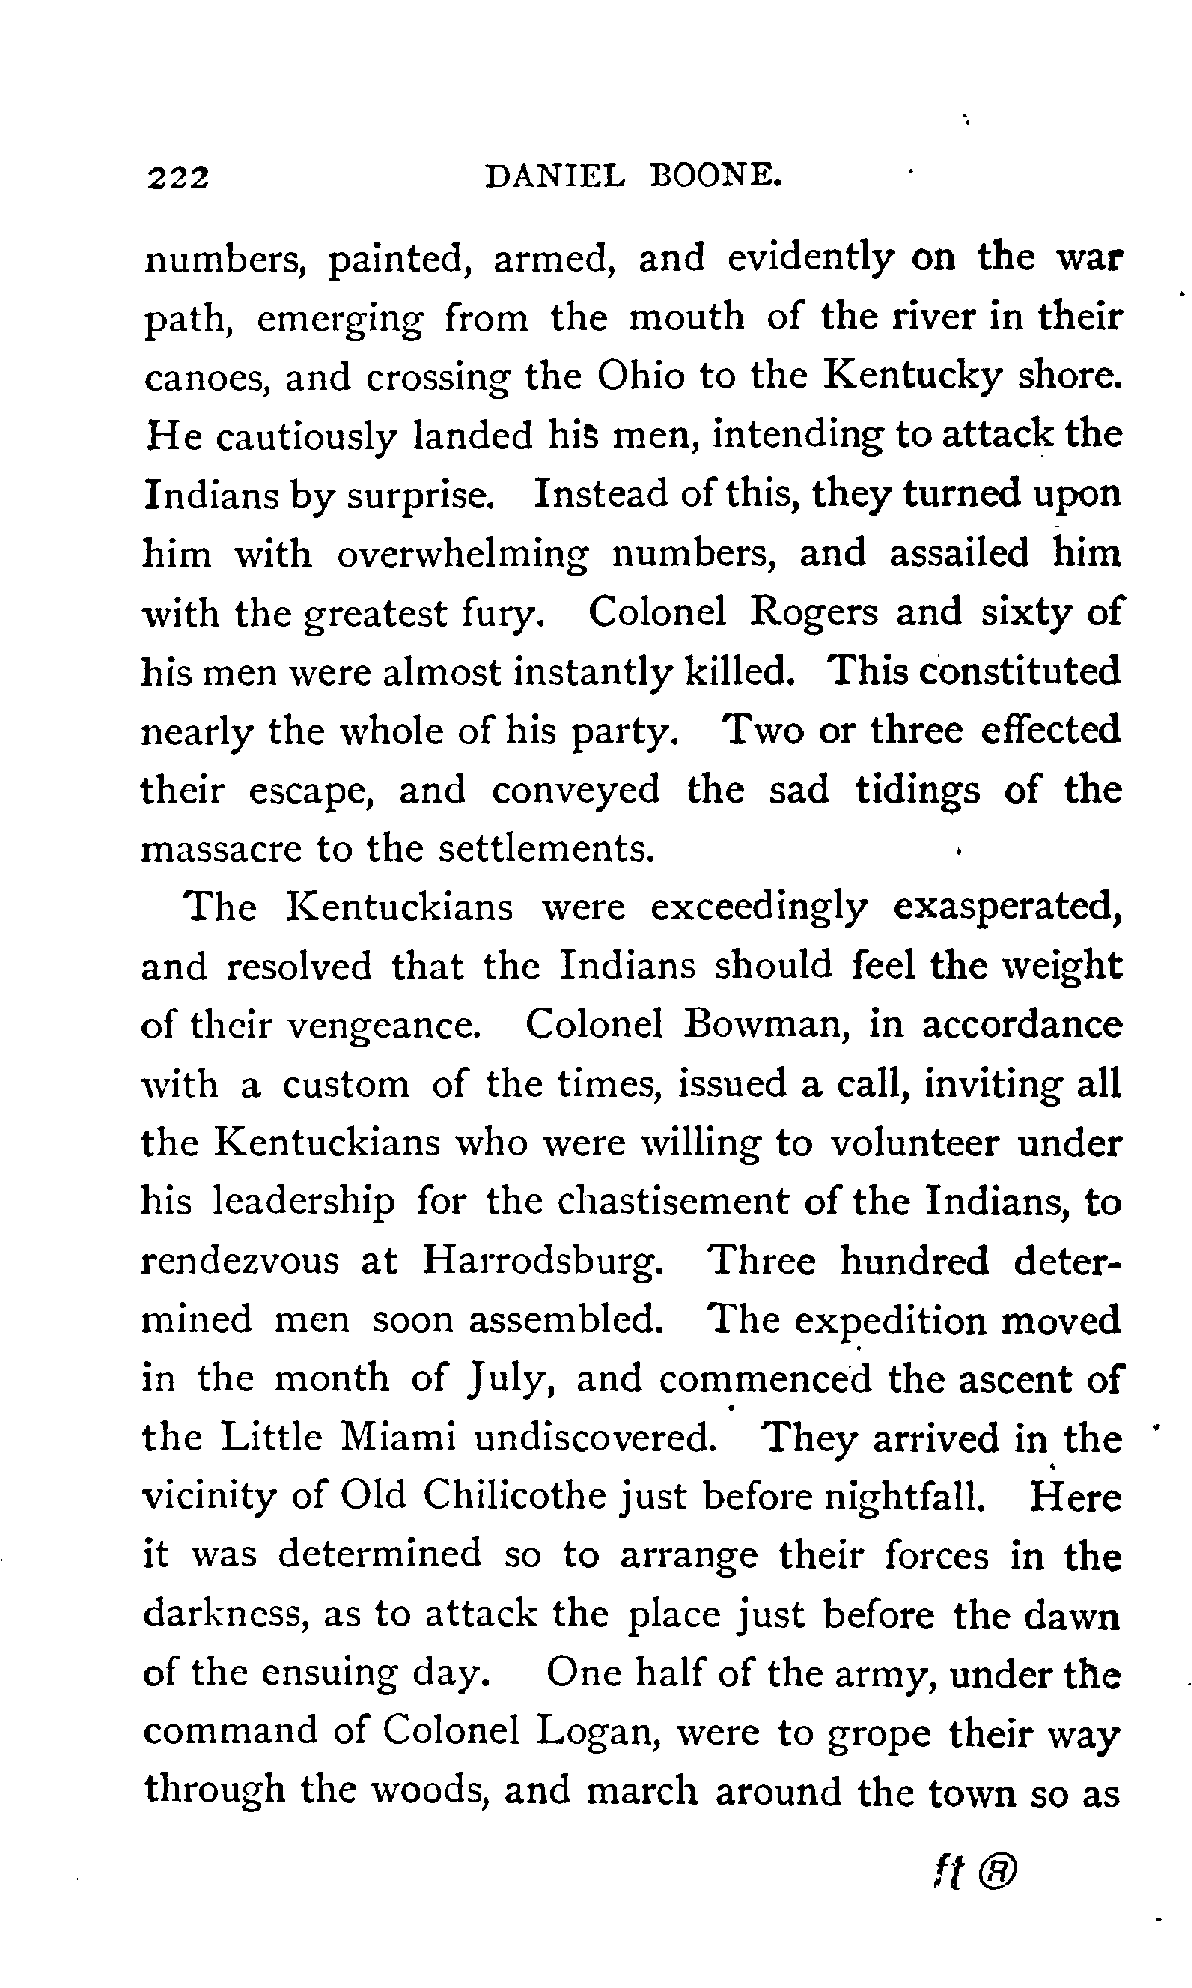 222 DANIEL BOONE.
numbers, painted, armed, and evidently on the war
path, emerging from the mouth of the river in their
canoes, and crossing the Ohio to the Kentucky shore.
He cautiously landed his men, intending to attack the
Indians by surprise. Instead of this, they turned upon
him with overwhelming numbers, and assailed him
with the greatest fury. Colonel Rogers and sixty of
his men were almost instantly killed. This constituted
nearly the whole of his party. Two or three effected
their escape, and conveyed the sad tidings of the
massacre to the settlements.
The Kentuckians were exceedingly exasperated,
and resolved that the Indians should feel the weight
of their vengeance. Colonel Bowman, in accordance
with a custom of the times, issued a call, inviting all
the Kentuckians who were willing to volunteer under
his leadership for the chastisement of the Indians, to
rendezvous at Harrodsburg. Three hundred deter-
mined men soon assembled. The expedition moved
in the month of July, and commenced the ascent of
the Little Miami undiscovered. They arrived in the
vicinity of Old Chilicothe just before nightfall. Here
it was determined so to arrange their forces in the
darkness, as to attack the place just before the dawn
of the ensuing day. One half of the army, under the
command of Colonel Logan, were to grope their way
through the woods, and march around the town so as